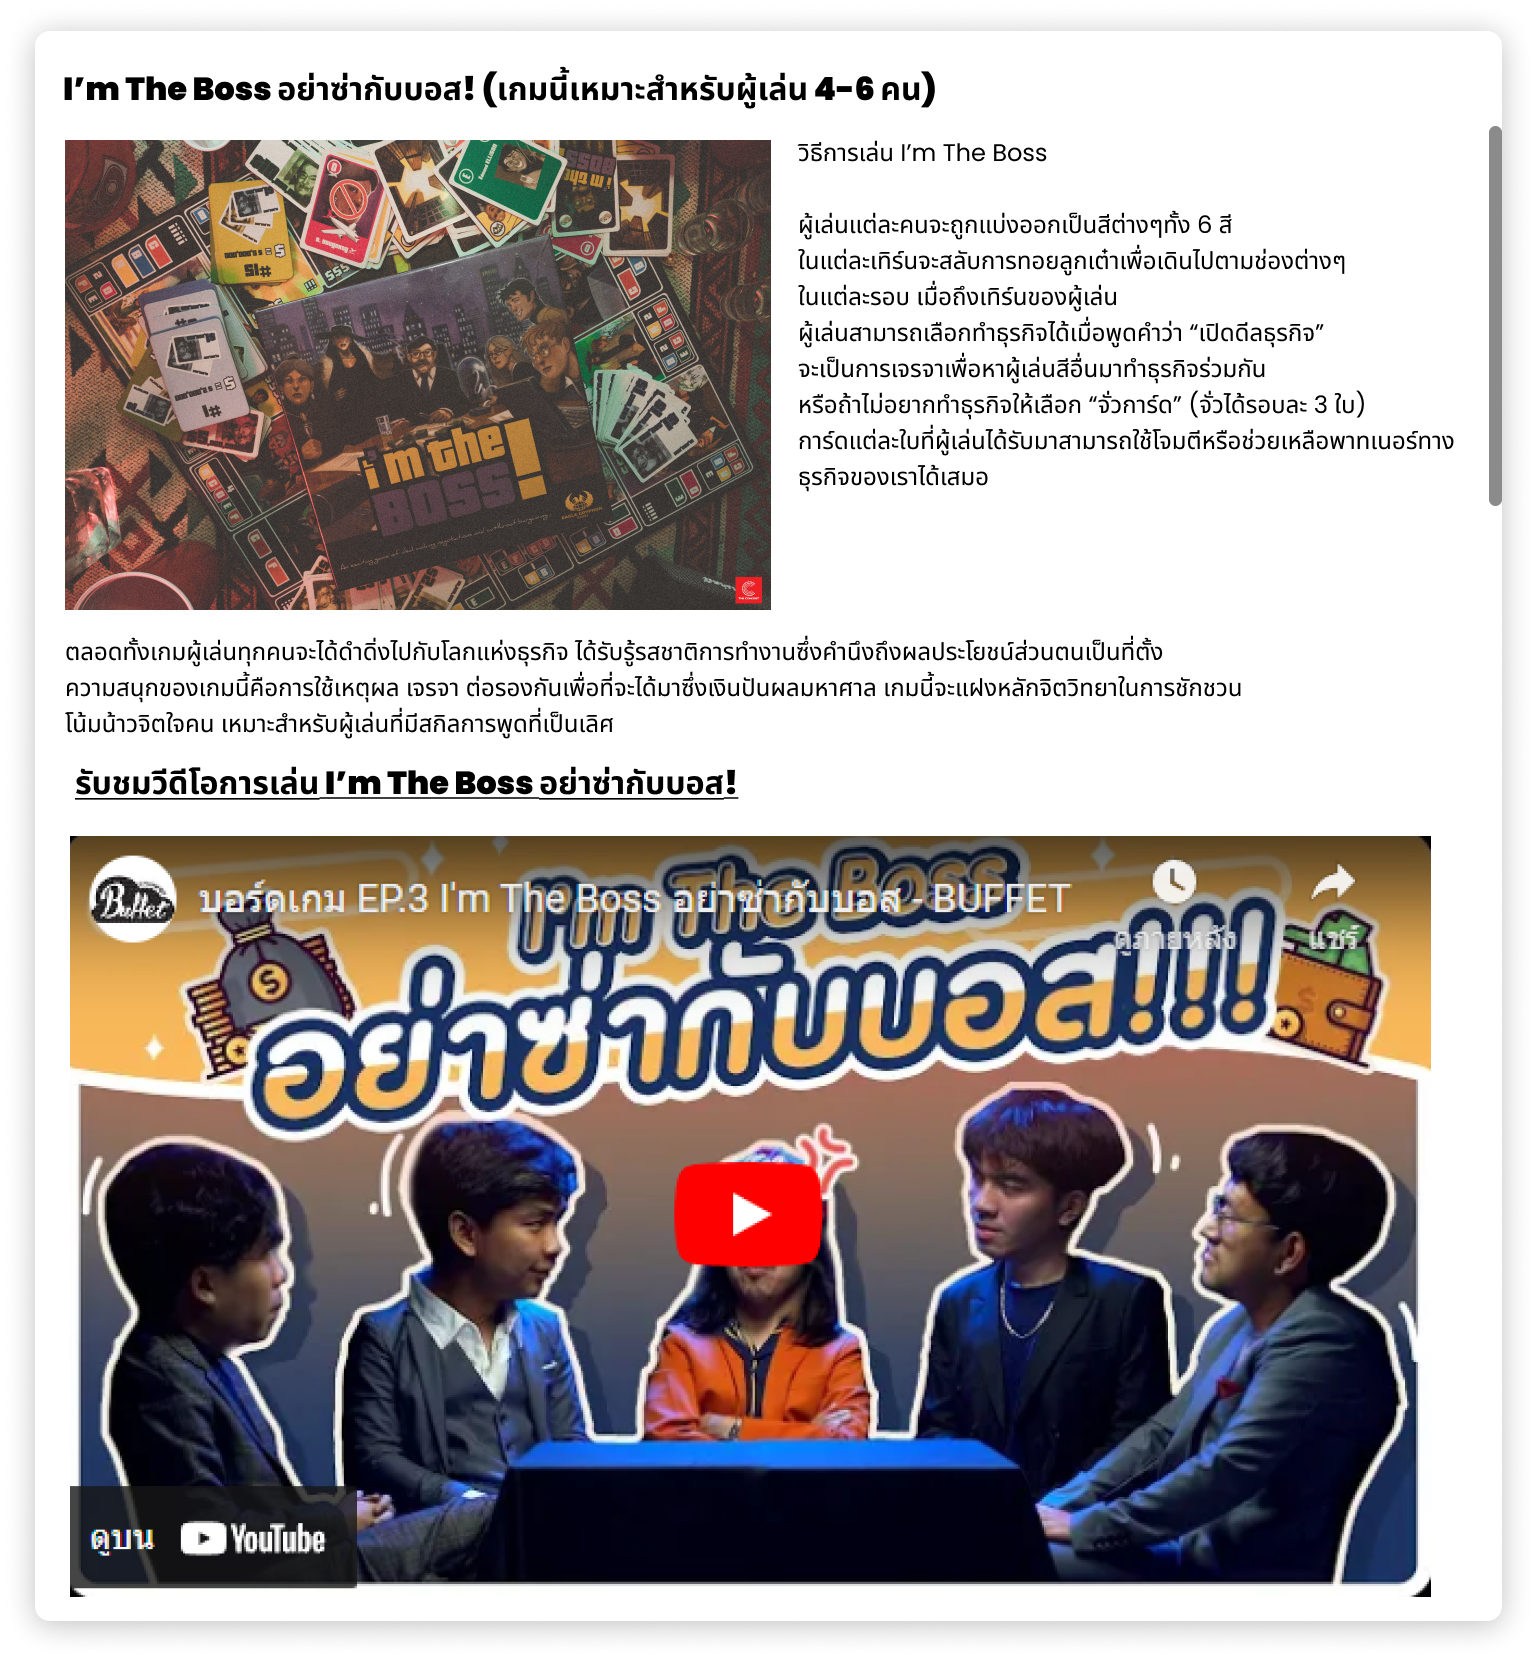 I’m The Boss อย่าซ่ากับบอส! (เกมนี้เหมาะสำหรับผู้เล่น 4-6 คน)
i'm the
BOSS!
#15
#1
วิธีการเล่น I’m The Boss
ผู้เล่นแต่ละคนจะถูกแบ่งออกเป็นสีต่างๆทั้ง 6 สี
ในแต่ละเทิร์นจะสลับการทอยลูกเต๋าเพื่อเดินไปตามช่องต่างๆ
ในแต่ละรอบ เมื่อถึงเทิร์นของผู้เล่น
ผู้เล่นสามารถเลือกทำธุรกิจได้เมื่อพูดคำว่า “เปิดดีลธุรกิจ”
จะเป็นการเจรจาเพื่อหาผู้เล่นสีอื่นมาทำธุรกิจร่วมกัน
หรือถ้าไม่อยากทำธุรกิจให้เลือก “จั่วการ์ด” (จั่วได้รอบละ 3 ใบ)
การ์ดแต่ละใบที่ผู้เล่นได้รับมาสามารถใช้โจมตีหรือช่วยเหลือพาทเนอร์ทาง
ธุรกิจของเราได้เสมอ
ตลอดทั้งเกมผู้เล่นทุกคนจะได้ดำดิ่งไปกับโลกแห่งธุรกิจ ได้รับรู้รสชาติการทำงานซึ่งคำนึงถึงผลประโยชน์ส่วนตนเป็นที่ตั้ง
ความสนุกของเกมนี้คือการใช้เหตุผล เจรจา ต่อรองกันเพื่อที่จะได้มาซึ่งเงินปันผลมหาศาล เกมนี้จะแฝงหลักจิตวิทยาในการชักชวน
โน้มน้าวจิตใจคน เหมาะสำหรับผู้เล่นที่มีสกิลการพูดที่เป็นเลิศ
รับชมวีดีโอการเล่น I’m The Boss อย่าซ่ากับบอส!
Buffet
บอร์ดเกม EP.3 I'm The Boss อย่าซ่ากับบอส - BUFFET
ดูภายหลัง
แชร์
I'm The Boss
อย่าซ่ากับบอส!!!
ดูบน YouTube